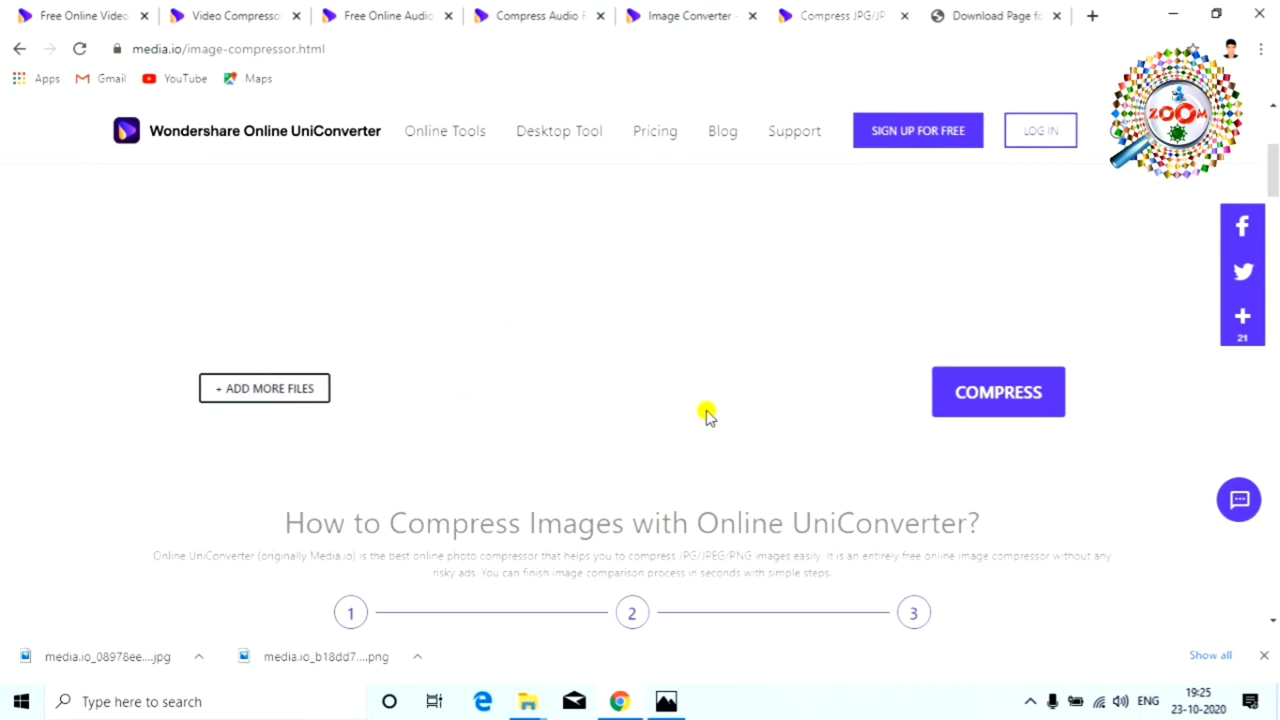 Free Online Video
Video Compresso
Free Online Audio
Compress Audio F
Image Converter -
Compress JPG/JP
Download Page fo
media.io/image-compressor.html
Apps Gmail YouTube Maps
Wondershare Online UniConverter Online Tools Desktop Tool Pricing Blog Support SIGN UP FOR FREE LOG IN
ZOOM
21
+ ADD MORE FILES
COMPRESS
How to Compress Images with Online UniConverter?
Online UniConverter (originally Media.io) is the best online photo compressor that helps you to compress JPG/JPEG/PNG images easily. It is an entirely free online image compressor without any
risky ads. You can finish image comparison process in seconds with simple steps.
1 2 3
media.io_08978ee....jpg media.io_b18dd7....png Show all
Type here to search ENG
19:25
23-10-2020